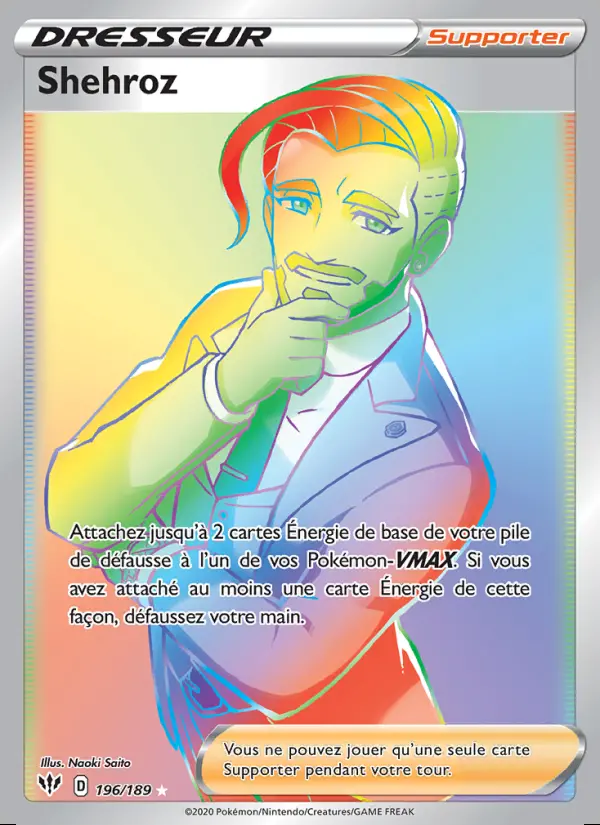 DRESSEUR
Supporter
Shehroz
Attachez jusqu'à 2 cartes Énergie de base de votre pile
de défausse à l'un de vos Pokémon-VMAX. Si vous
avez attaché au moins une carte Énergie de cette
façon, défaussez votre main.
Vous ne pouvez jouer qu'une seule carte
Supporter pendant votre tour.
Illus. Naoki Saito
D 196/189
©2020 Pokémon/Nintendo/Creatures/GAME FREAK